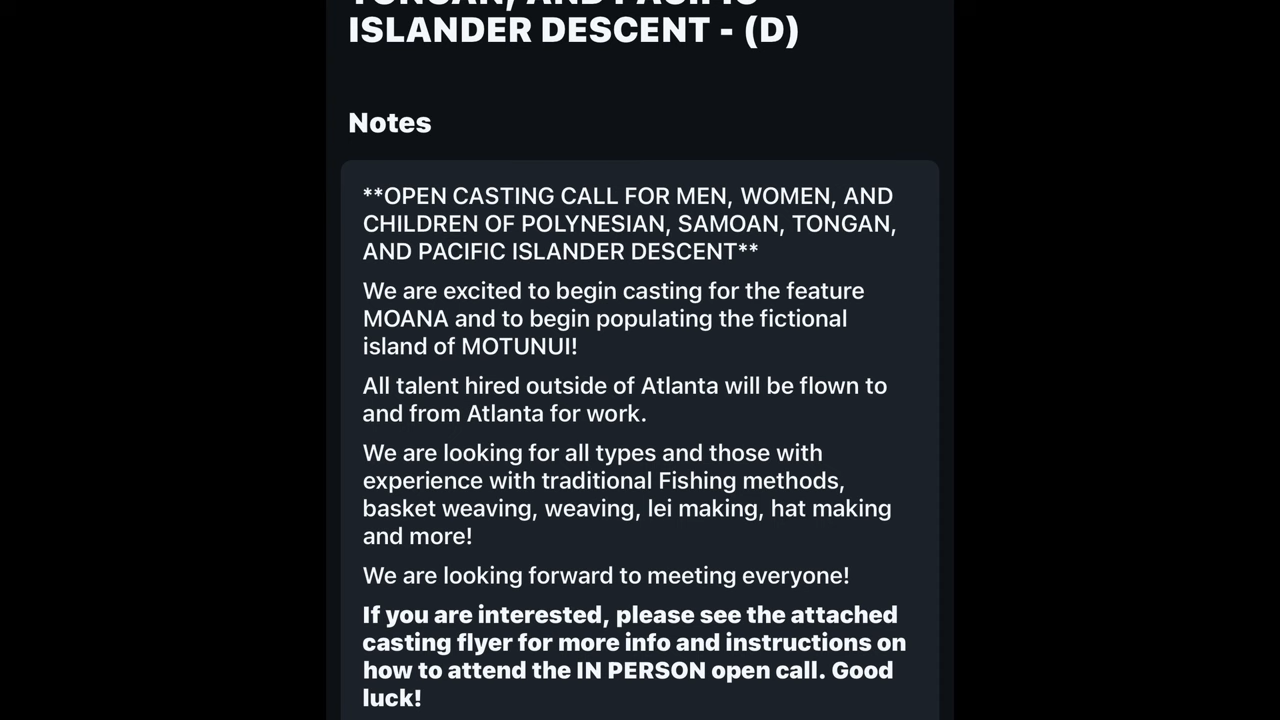 TONGAN, AND PACIFIC
ISLANDER DESCENT - (D)
Notes
**OPEN CASTING CALL FOR MEN, WOMEN, AND
CHILDREN OF POLYNESIAN, SAMOAN, TONGAN,
AND PACIFIC ISLANDER DESCENT**
We are excited to begin casting for the feature
MOANA and to begin populating the fictional
island of MOTUNUI!
All talent hired outside of Atlanta will be flown to
and from Atlanta for work.
We are looking for all types and those with
experience with traditional Fishing methods,
basket weaving, weaving, lei making, hat making
and more!
We are looking forward to meeting everyone!
If you are interested, please see the attached
casting flyer for more info and instructions on
how to attend the IN PERSON open call. Good
luck!